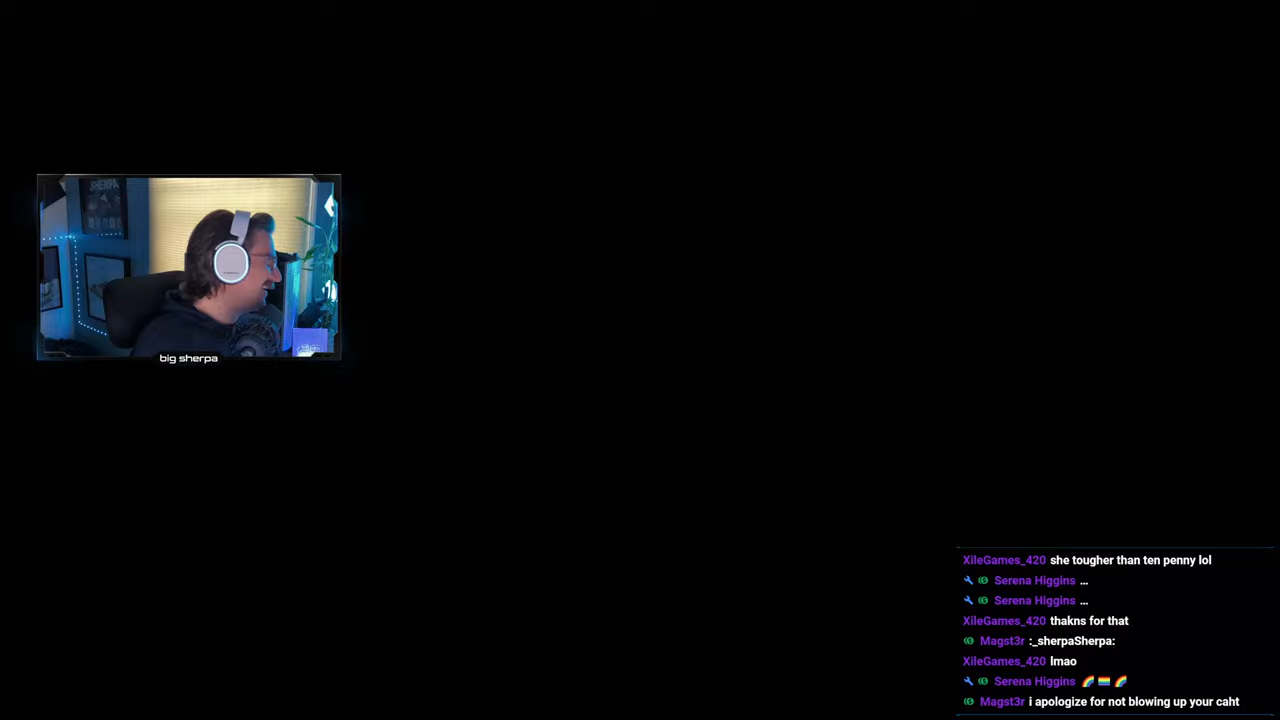 SHERPA
big sherpa
XileGames_420 she tougher than ten penny lol
Serena Higgins ...
Serena Higgins ...
XileGames_420 thakns for that
Magst3r :_sherpaSherpa:
XileGames_420 lmao
Serena Higgins 🌈 🏳️‍🌈 🌈
Magst3r i apologize for not blowing up your caht